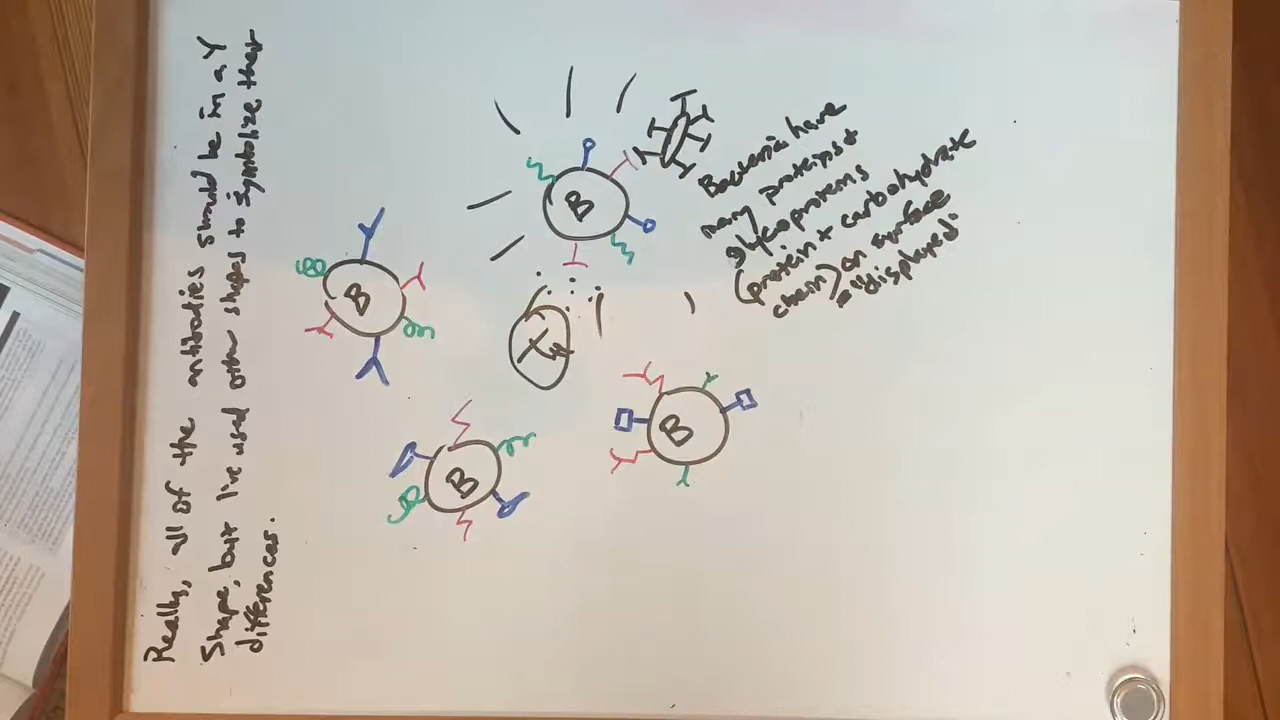 Really, all of the antibodies should be in a Y
Shape, but I've used other shapes to symbolize their
differences.
Bacteria have
many proteins +
glycoproteins
(protein + carbohydrate
chain) on surface
= "displayed"
B
B
B
B